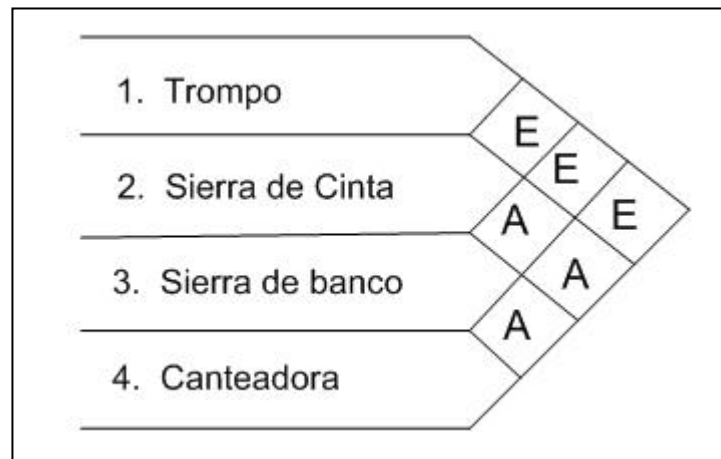 1. Trompo
E
E
2. Sierra de Cinta
A
E
3. Sierra de banco
A
A
4. Canteadora